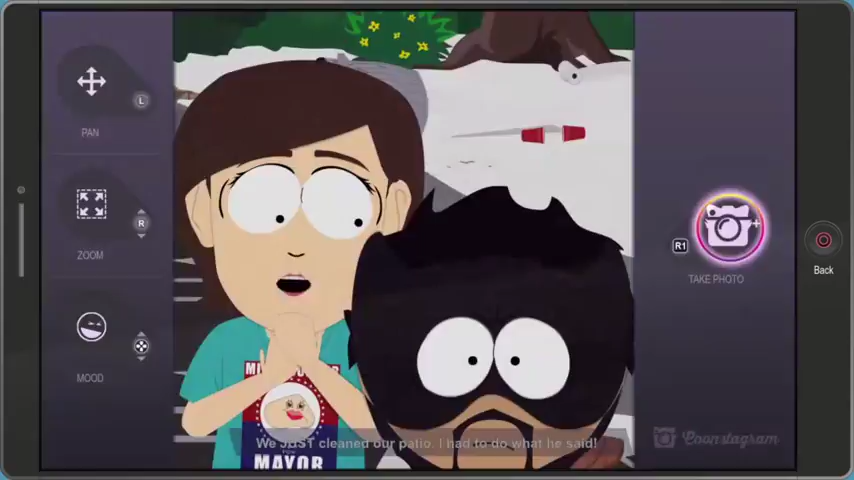 L
PAN
R
ZOOM
MOOD
R1
TAKE PHOTO
Back
We JUST cleaned our patio. I had to do what he said!
MAYOR
Coonstagram